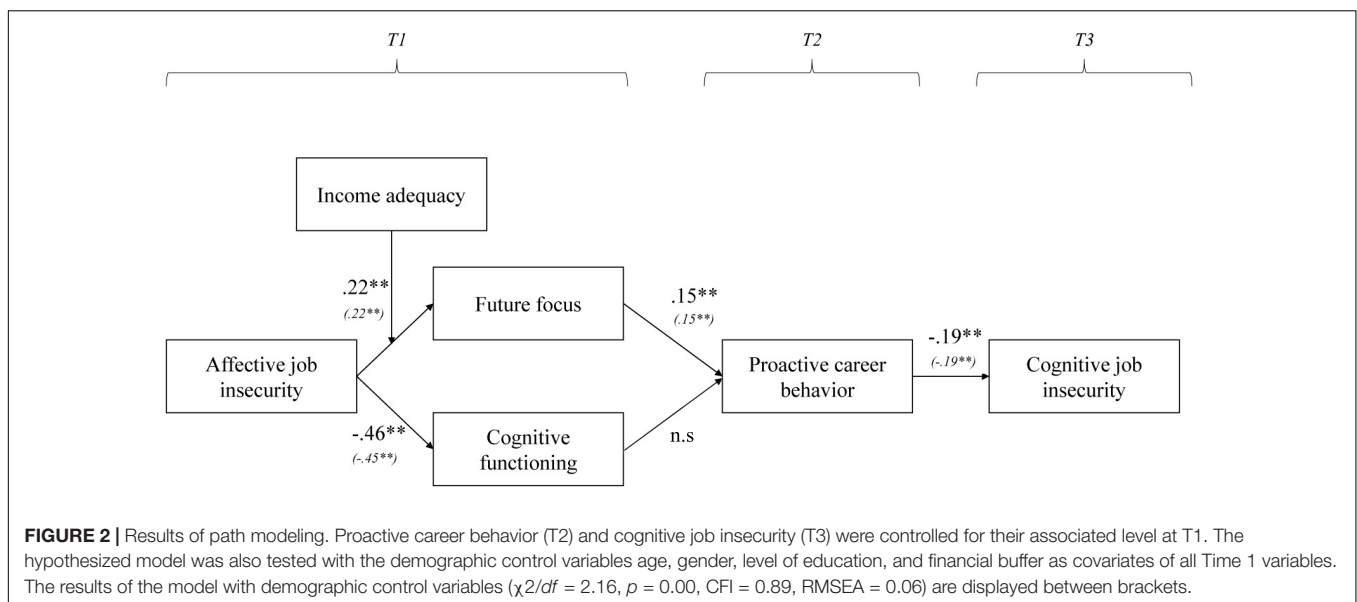 T1
T2
T3
Income adequacy
.22**
(.22**)
Future focus
.15**
(.15**)
Affective job
insecurity
Proactive career
behavior
-.19**
(-.19**)
Cognitive job
insecurity
-.46**
(-.45**)
Cognitive
functioning
n.s
FIGURE 2 | Results of path modeling. Proactive career behavior (T2) and cognitive job insecurity (T3) were controlled for their associated level at T1. The
hypothesized model was also tested with the demographic control variables age, gender, level of education, and financial buffer as covariates of all Time 1 variables.
The results of the model with demographic control variables (χ2/df = 2.16, p = 0.00, CFI = 0.89, RMSEA = 0.06) are displayed between brackets.